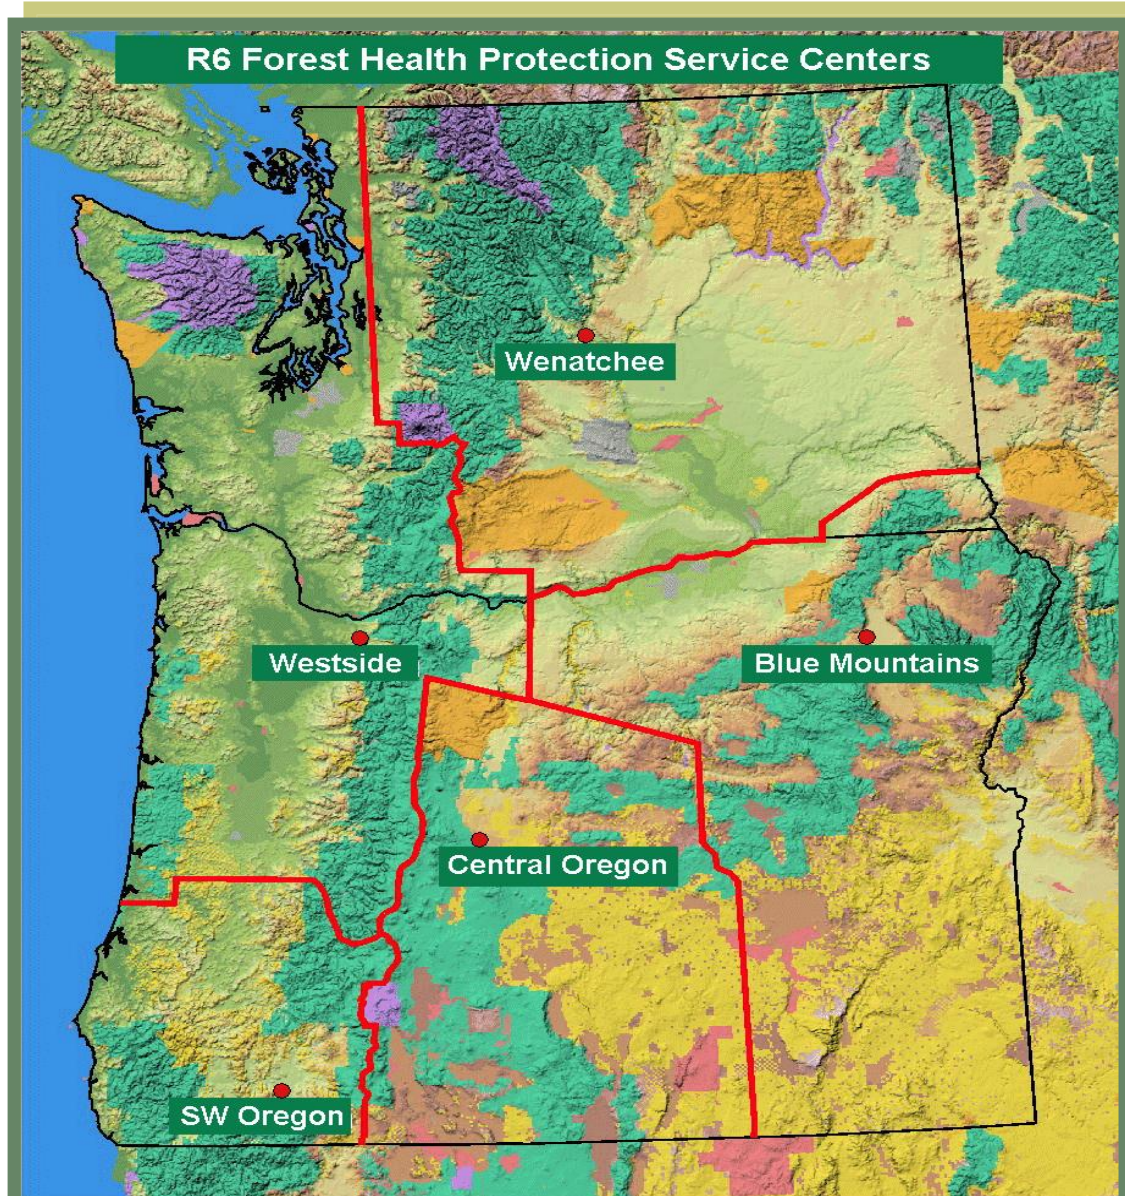 R6 Forest Health Protection Service Centers
Wenatchee
Westside
Blue Mountains
Central Oregon
SW Oregon